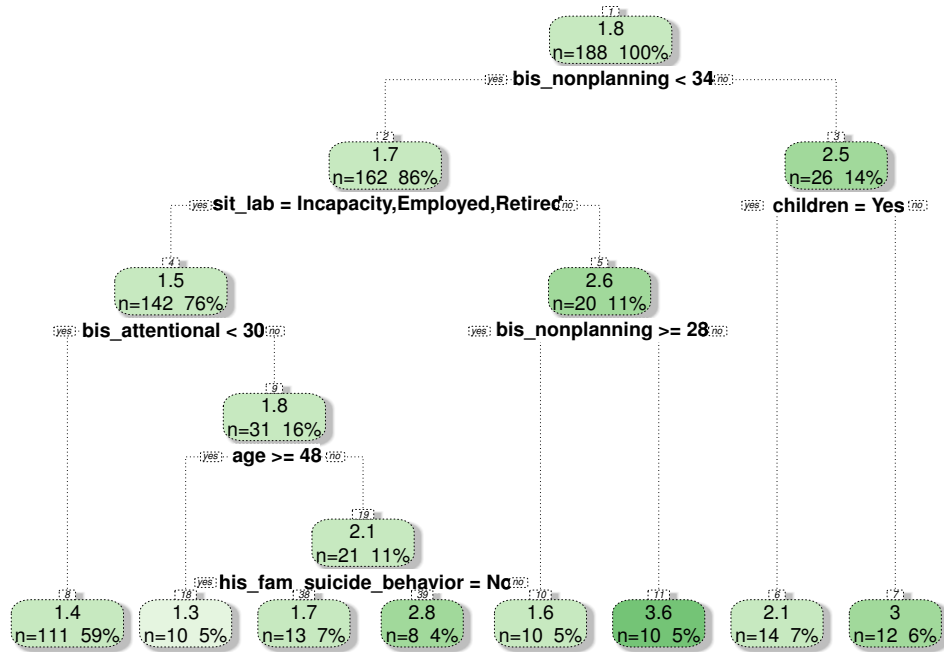 1
1.8
n=188 100%
yes bis_nonplanning < 34 no
2
1.7
n=162 86%
3
2.5
n=26 14%
yes sit_lab = Incapacity,Employed,Retired no
yes children = Yes no
4
1.5
n=142 76%
5
2.6
n=20 11%
yes bis_attentional < 30 no
yes bis_nonplanning >= 28 no
9
1.8
n=31 16%
yes age >= 48 no
19
2.1
n=21 11%
yes his_fam_suicide_behavior = No no
8
1.4
n=111 59%
18
1.3
n=10 5%
38
1.7
n=13 7%
39
2.8
n=8 4%
10
1.6
n=10 5%
11
3.6
n=10 5%
6
2.1
n=14 7%
7
3
n=12 6%